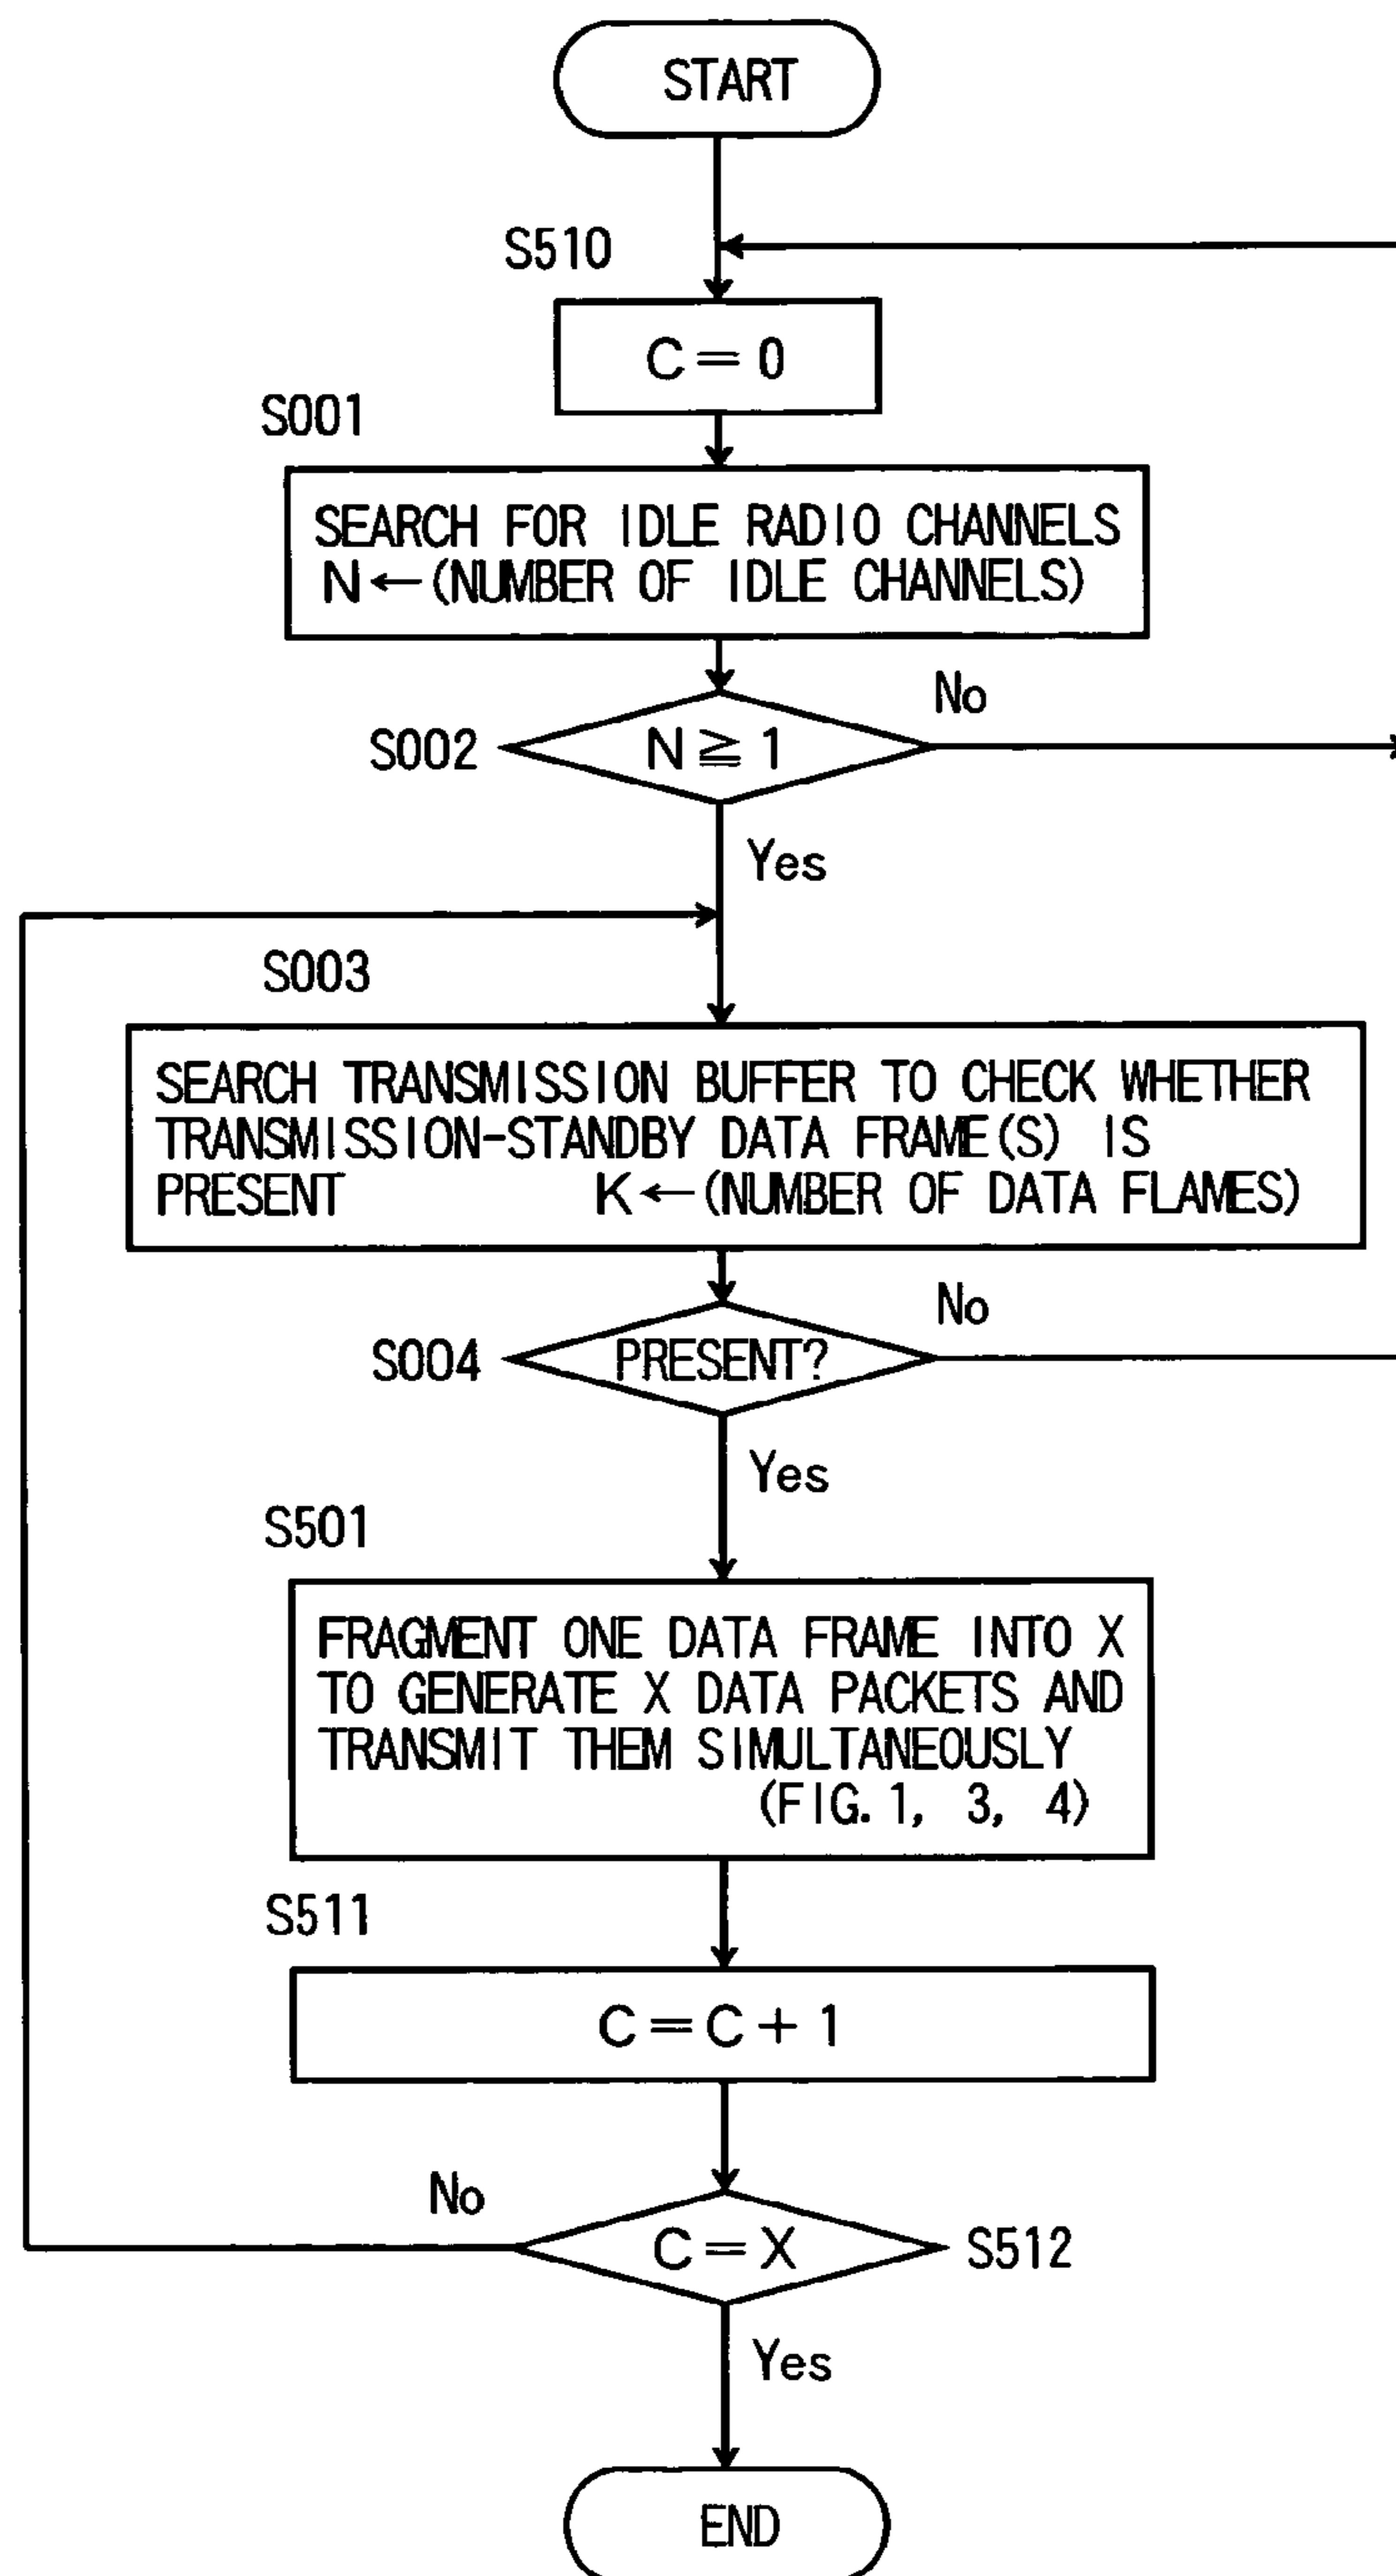 START
S510
C = 0
S001
SEARCH FOR IDLE RADIO CHANNELS
N ← (NUMBER OF IDLE CHANNELS)
No
S002
N ≧ 1
Yes
S003
SEARCH TRANSMISSION BUFFER TO CHECK WHETHER
TRANSMISSION-STANDBY DATA FRAME(S) IS
PRESENT K ← (NUMBER OF DATA FLAMES)
No
S004
PRESENT?
Yes
S501
FRAGMENT ONE DATA FRAME INTO X
TO GENERATE X DATA PACKETS AND
TRANSMIT THEM SIMULTANEOUSLY
(FIG. 1, 3, 4)
S511
C = C + 1
No
C = X
S512
Yes
END